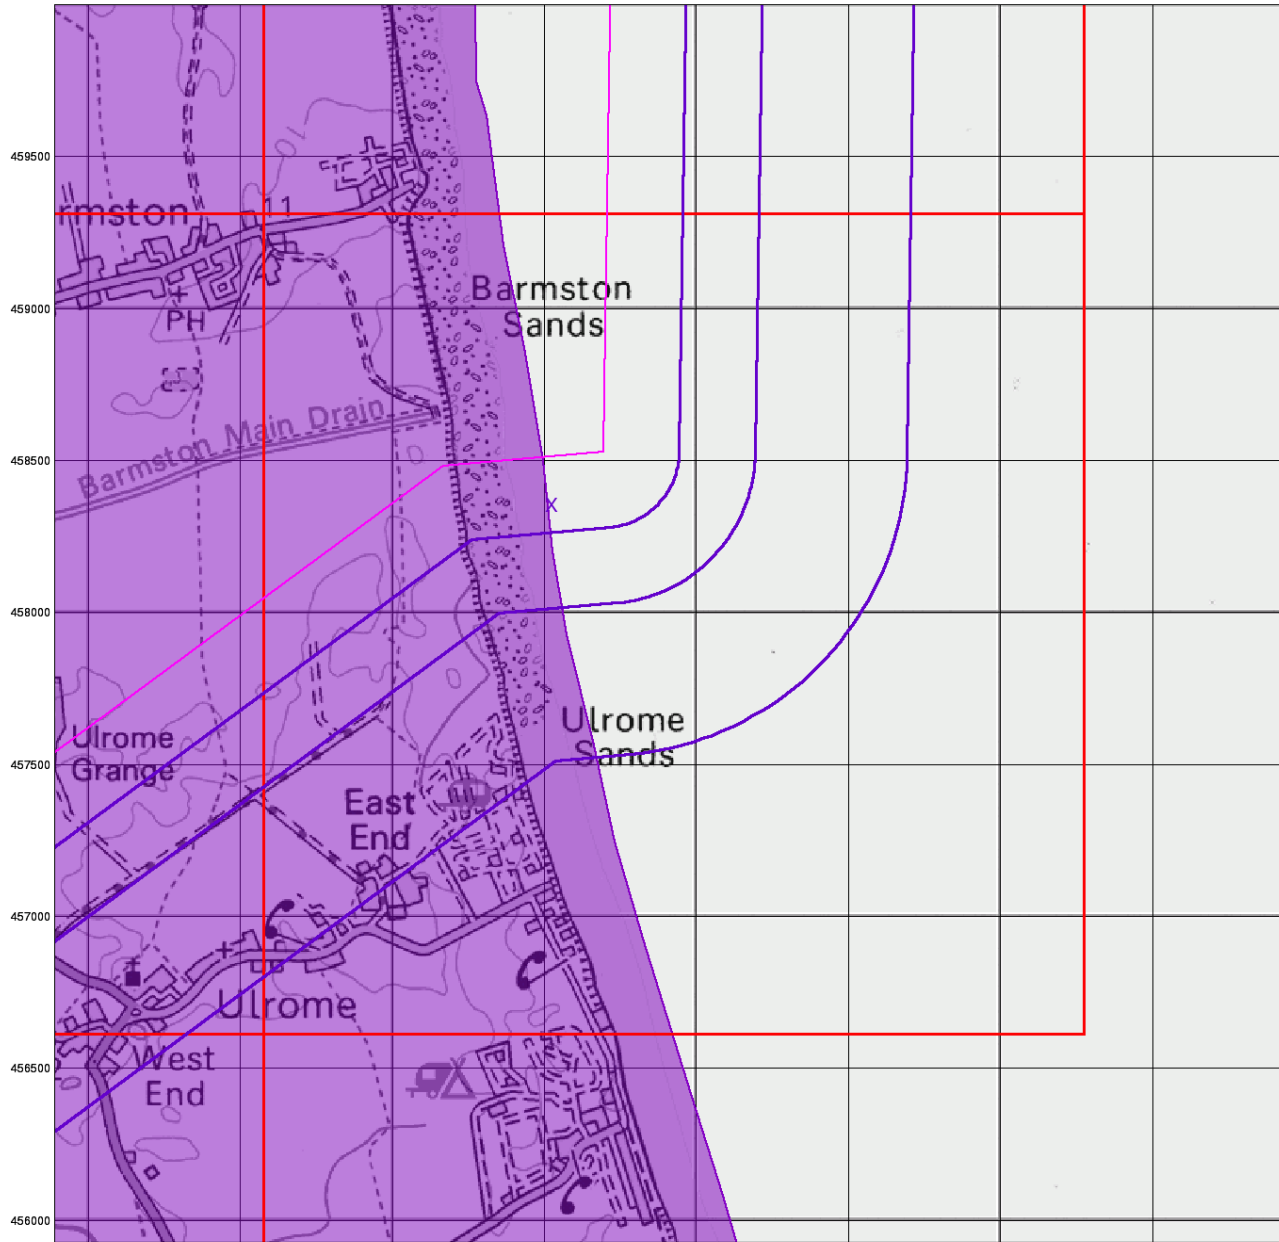 459500
rmston
11
10
Barmston
Sands
459000
PH
Barmston Main Drain
458500
x
458000
Ulrome
Sands
Ulrome
Grange
457500
East
End
457000
Ulrome
West
End
456500
456000